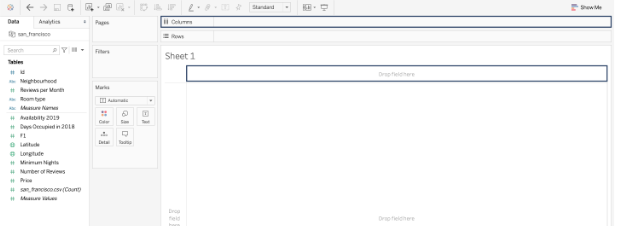 Standard
Show Me
Data Analytics
Pages
Columns
san_francisco
Rows
Search
Filters
Sheet 1
Tables
Id
Abc Neighbourhood
Reviews per Month
Abc Room type
Abc Measure Names
Availability 2019
Days Occupied in 2018
F1
Latitude
Longitude
Minimum Nights
Number of Reviews
Price
san_francisco.csv (Count)
Measure Values
Marks
Automatic
Color Size Text
Detail Tooltip
Drop field here
Drop
field
here
Drop field here